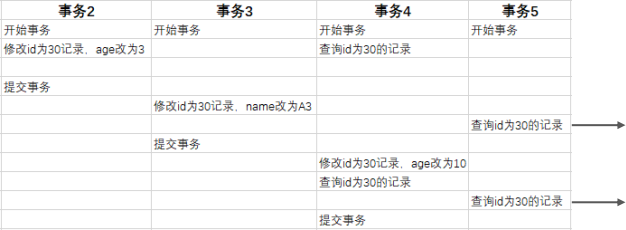 事务2 事务3 事务4 事务5
开始事务 开始事务 开始事务 开始事务
修改id为30记录，age改为3 查询id为30的记录
提交事务
修改id为30记录，name改为A3
查询id为30的记录
提交事务
修改id为30记录，age改为10
查询id为30的记录
查询id为30的记录
提交事务